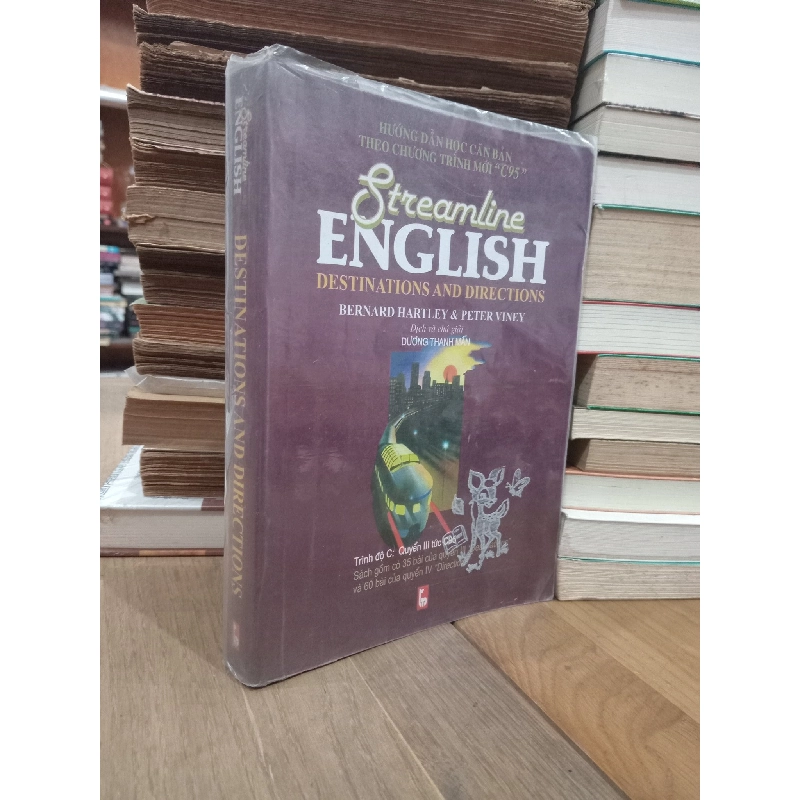 HƯỚNG DẪN HỌC CĂN BẢN
THEO CHƯƠNG TRÌNH MỚI "C95"
Streamline
ENGLISH
DESTINATIONS AND DIRECTIONS
BERNARD HARTLEY & PETER VINEY
Dịch và chú giải
DƯƠNG THANH MẪN
Trình độ C: Quyển III tức
Sách gồm có 35 bài của
và 60 bài của quyển IV
Streamline
ENGLISH
DESTINATIONS AND DIRECTIONS